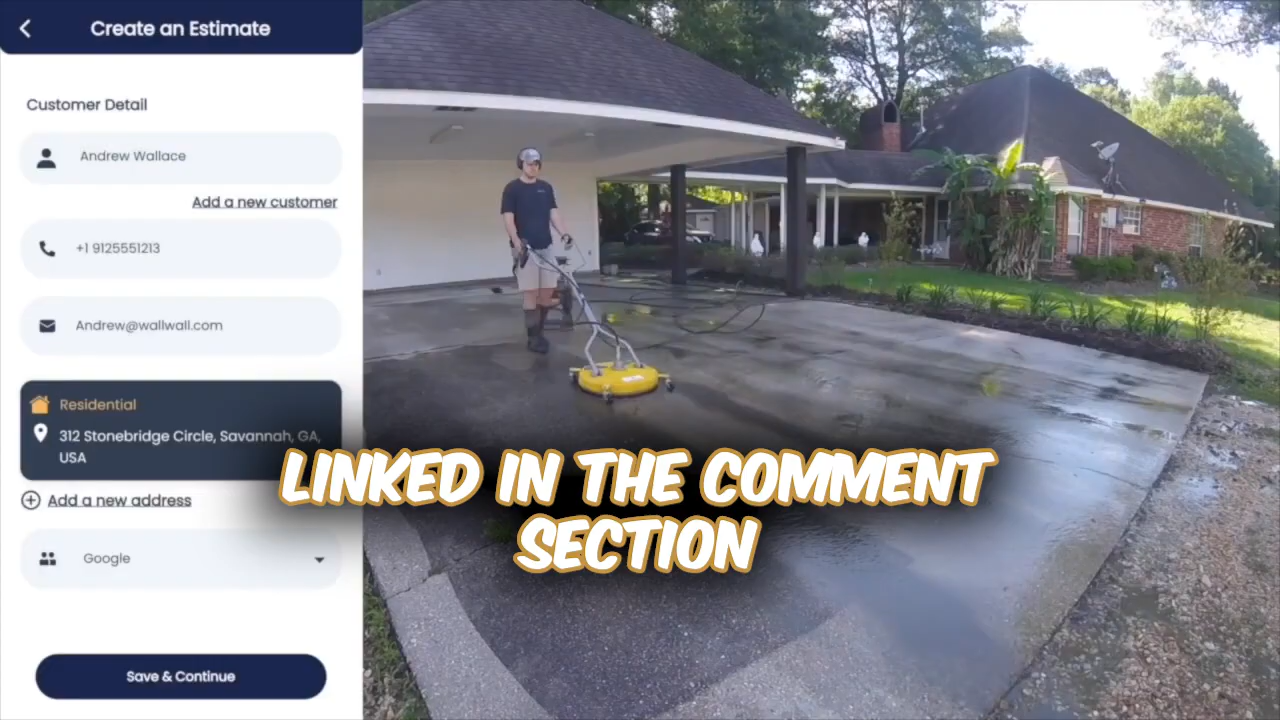 Create an Estimate
Customer Detail
Andrew Wallace
Add a new customer
+1 9125551213
Andrew@wallwall.com
Residential
312 Stonebridge Circle, Savannah, GA,
USA
Add a new address
Google
Save & Continue
LINKED IN THE COMMENT
SECTION